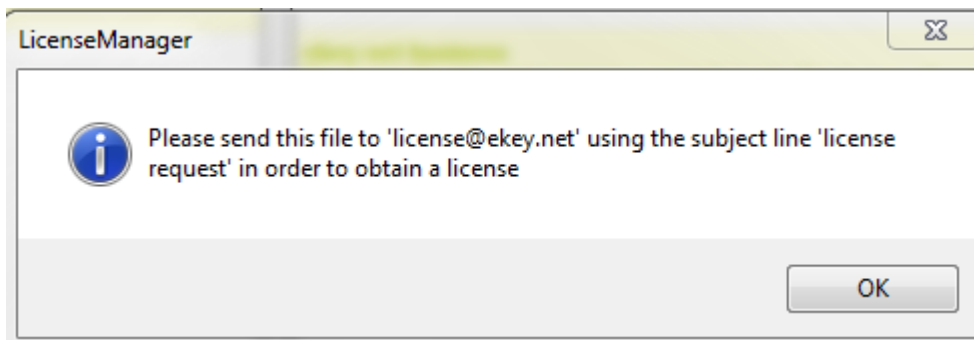 LicenseManager
Please send this file to 'license@ekey.net' using the subject line 'license
request' in order to obtain a license
OK